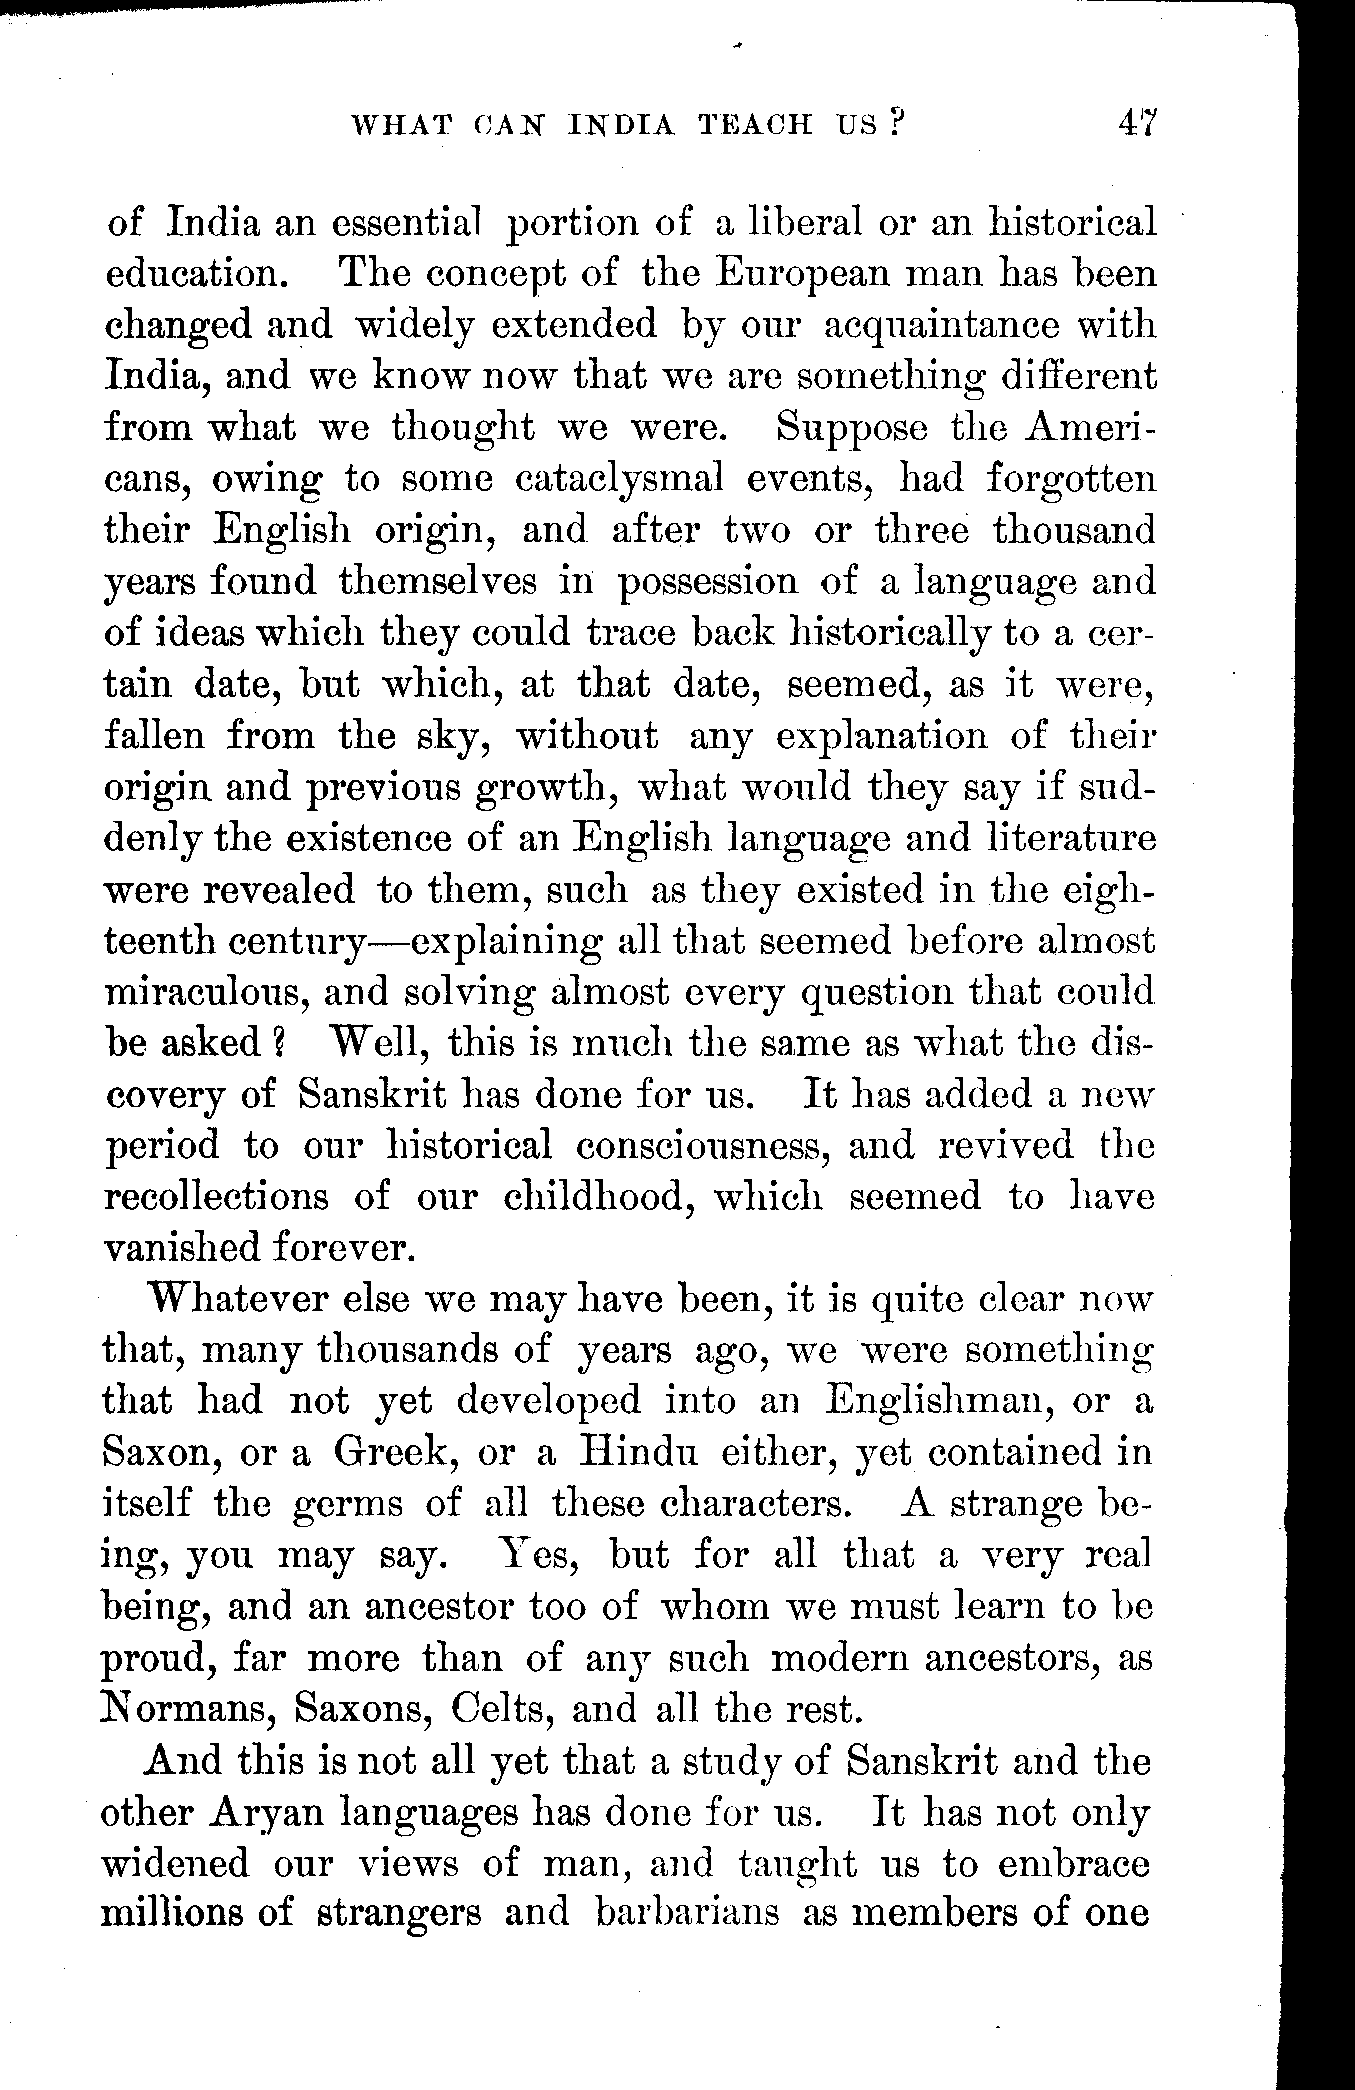 WHAT CAN INDIA TEACH US ? 47
of India an essential portion of a liberal or an historical
education. The concept of the European man has been
changed and widely extended by our acquaintance with
India, and we know now that we are something different
from what we thought we were. Suppose the Ameri-
cans, owing to some cataclysmal events, had forgotten
their English origin, and after two or three thousand
years found themselves in possession of a language and
of ideas which they could trace back historically to a cer-
tain date, but which, at that date, seemed, as it were,
fallen from the sky, without any explanation of their
origin and previous growth, what would they say if sud-
denly the existence of an English language and literature
were revealed to them, such as they existed in the eigh-
teenth century—explaining all that seemed before almost
miraculous, and solving almost every question that could
be asked ? Well, this is much the same as what the dis-
covery of Sanskrit has done for us. It has added a new
period to our historical consciousness, and revived the
recollections of our childhood, which seemed to have
vanished forever.
Whatever else we may have been, it is quite clear now
that, many thousands of years ago, we were something
that had not yet developed into an Englishman, or a
Saxon, or a Greek, or a Hindu either, yet contained in
itself the germs of all these characters. A strange be-
ing, you may say. Yes, but for all that a very real
being, and an ancestor too of whom we must learn to be
proud, far more than of any such modern ancestors, as
Normans, Saxons, Celts, and all the rest.
And this is not all yet that a study of Sanskrit and the
other Aryan languages has done for us. It has not only
widened our views of man, and taught us to embrace
millions of strangers and barbarians as members of one